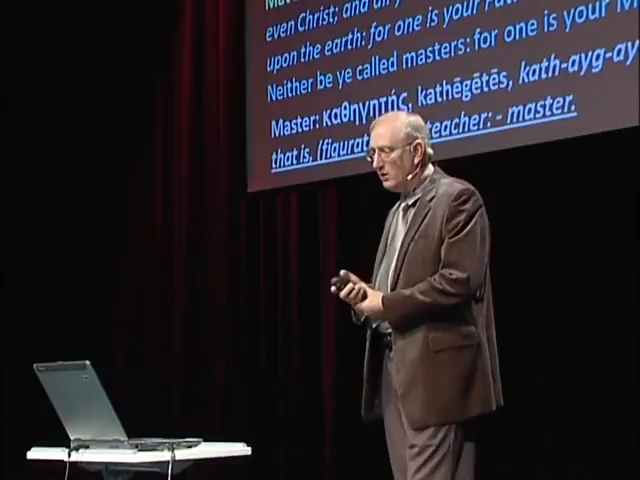 even Christ; and
upon the earth: for one is your
Neither be ye called masters: for one is your M
Master: καθηγητής, kathēgētēs, kath-ayg-ay
that is, (figurat teacher: - master.